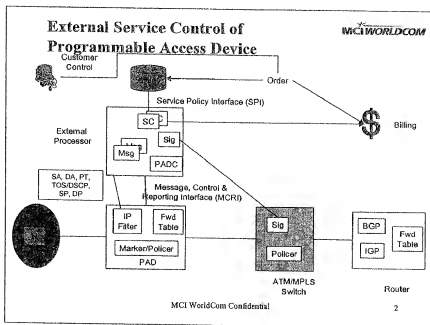 External Service Control of
Programmable Access Device
MCI WORLDCOM
Customer
Control
Order
Service Policy Interface (SPI)
SC
Billing
External
Processor
Sig
Msg
PADC
SA, DA, PT,
TOS/DSCP,
SP, DP
Message, Control &
Reporting Interface (MCRI)
IP
Filter
Fwd
Table
Marker/Policer
PAD
Sig
Policer
ATM/MPLS
Switch
BGP
IGP
Fwd
Table
Router
MCI WorldCom Confidential
2